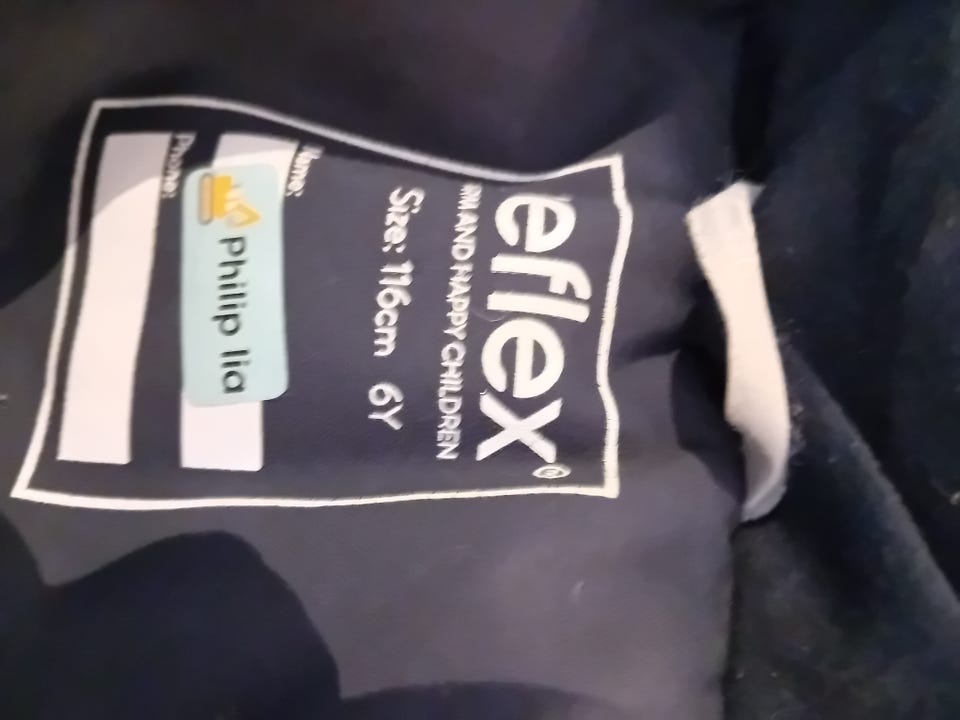 eflex®
RM AND HAPPY CHILDREN
Size: 116cm 6Y
Name:
Philip lia
Phone: